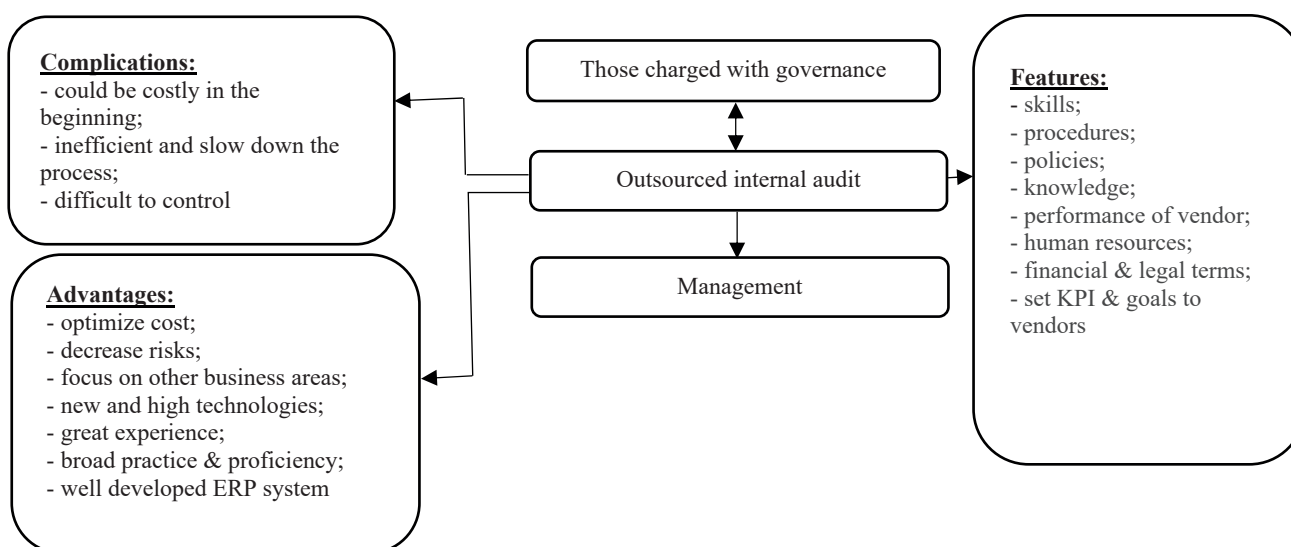 Complications:
- could be costly in the
beginning;
- inefficient and slow down the
process;
- difficult to control
Advantages:
- optimize cost;
- decrease risks;
- focus on other business areas;
- new and high technologies;
- great experience;
- broad practice & proficiency;
- well developed ERP system
Those charged with governance
Outsourced internal audit
Management
Features:
- skills;
- procedures;
- policies;
- knowledge;
- performance of vendor;
- human resources;
- financial & legal terms;
- set KPI & goals to
vendors